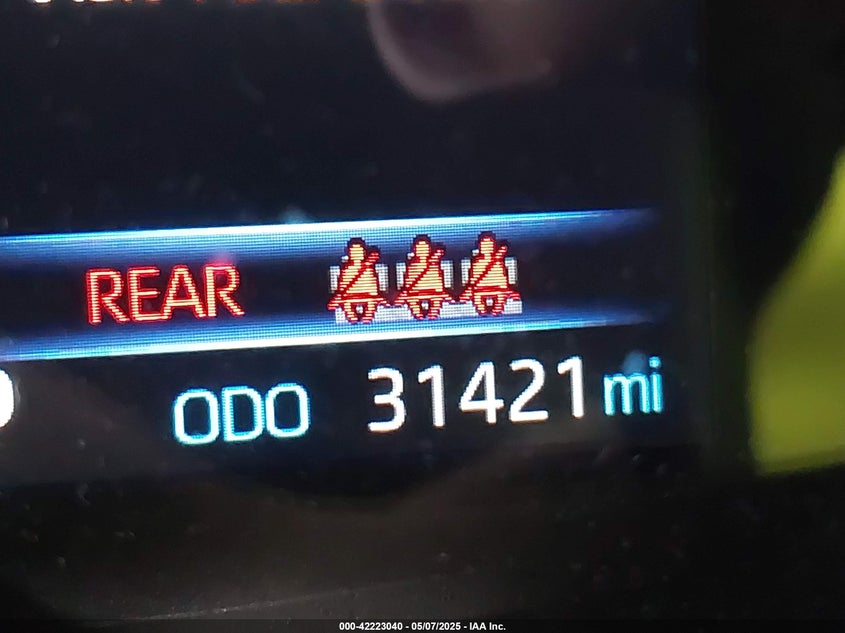 REAR
ODO 31421 mi
000-42223040 - 05/07/2025 - IAA Inc.